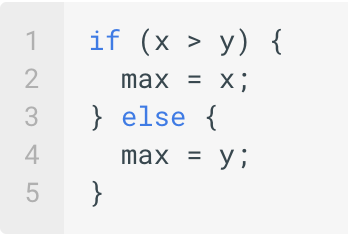 1 if (x > y) {
2   max = x;
3 } else {
4   max = y;
5 }